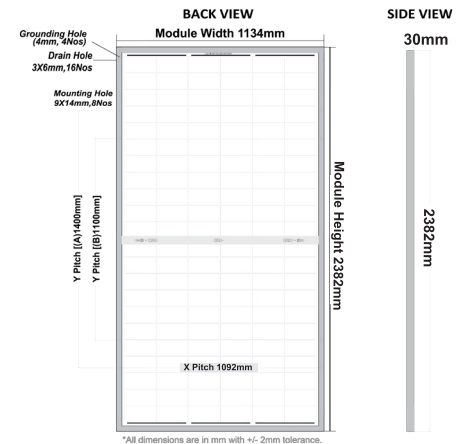 BACK VIEW
SIDE VIEW
Grounding Hole
(4mm, 4Nos)
Module Width 1134mm
30mm
Drain Hole
3X6mm,16Nos
Mounting Hole
9X14mm,8Nos
Module Height 2382mm
2382mm
Y Pitch [(A)1400mm]
Y Pitch [(B)1100mm]
X Pitch 1092mm
*All dimensions are in mm with +/- 2mm tolerance.